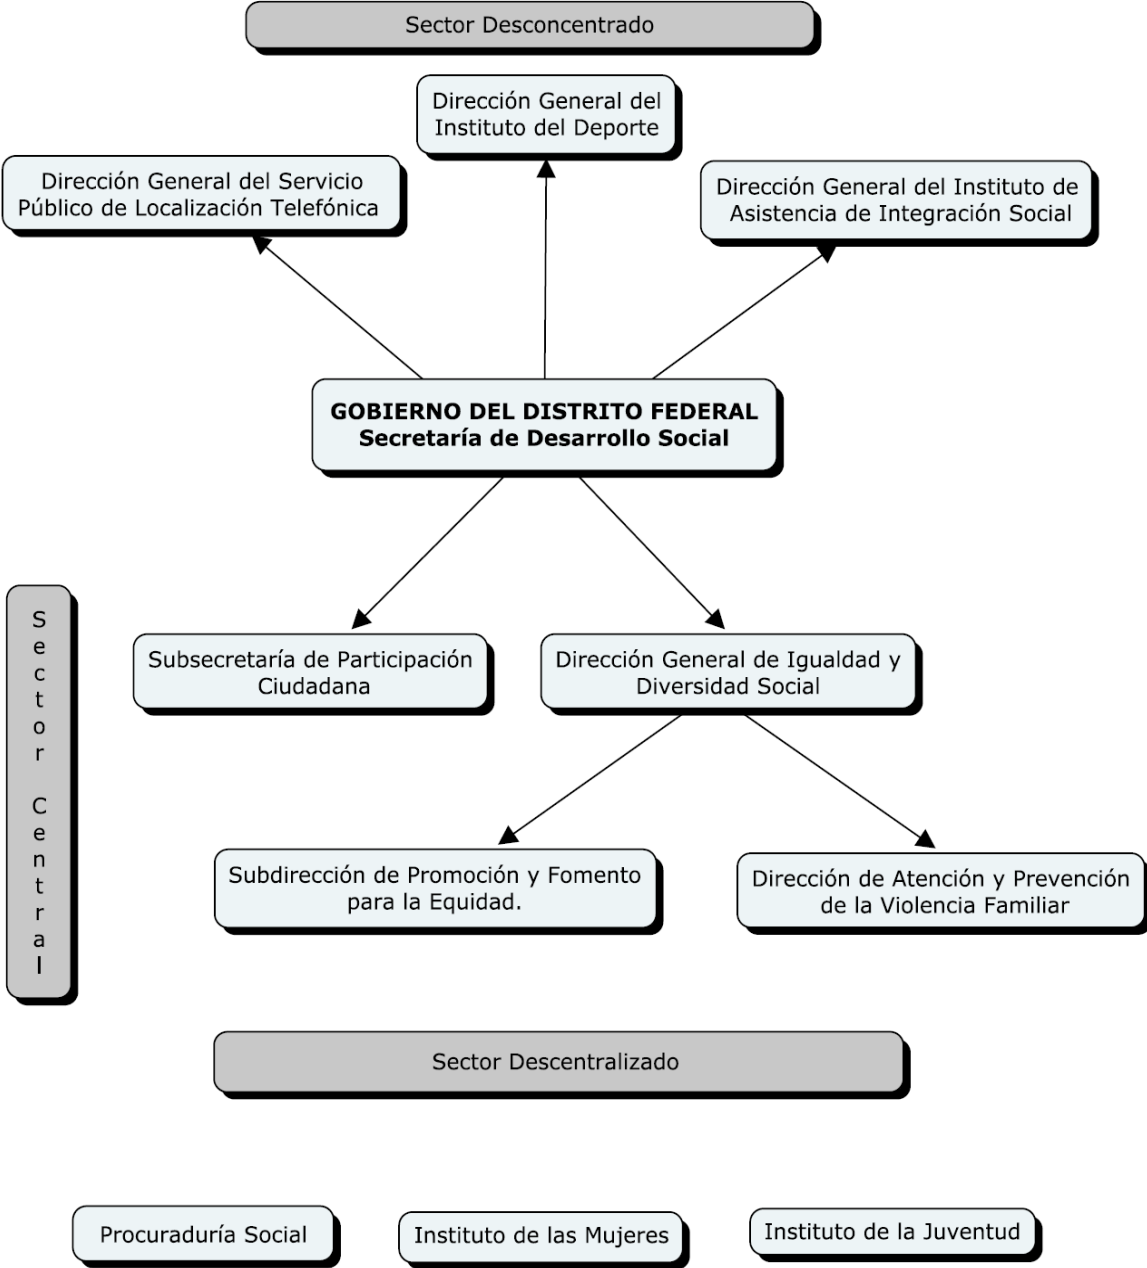 Sector Desconcentrado
Dirección General del
Instituto del Deporte
Dirección General del Servicio
Público de Localización Telefónica
Dirección General del Instituto de
Asistencia de Integración Social
GOBIERNO DEL DISTRITO FEDERAL
Secretaría de Desarrollo Social
Sector Central
Subsecretaría de Participación
Ciudadana
Dirección General de Igualdad y
Diversidad Social
Subdirección de Promoción y Fomento
para la Equidad.
Dirección de Atención y Prevención
de la Violencia Familiar
Sector Descentralizado
Procuraduría Social
Instituto de las Mujeres
Instituto de la Juventud